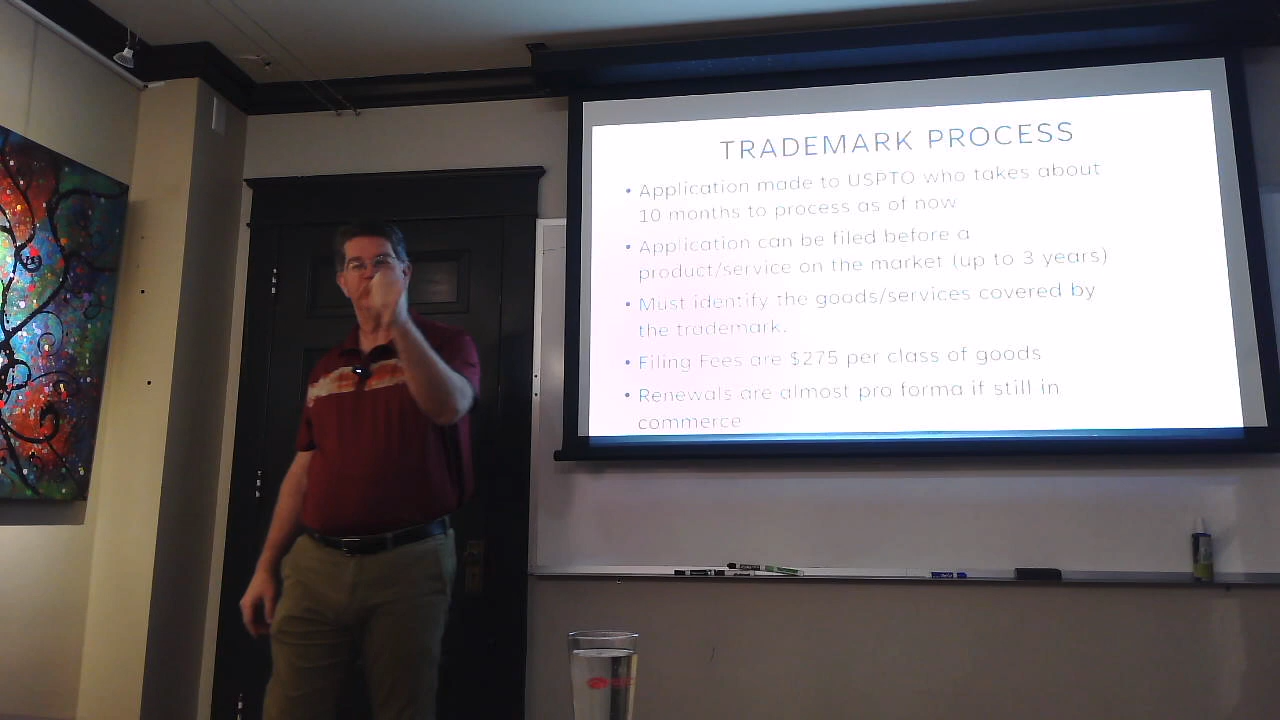 TRADEMARK PROCESS
• Application made to USPTO who takes about
10 months to process as of now
• Application can be filed before a
product/service on the market (up to 3 years)
• Must identify the goods/services covered by
the trademark.
• Filing Fees are $275 per class of goods
• Renewals are almost pro forma if still in
commerce